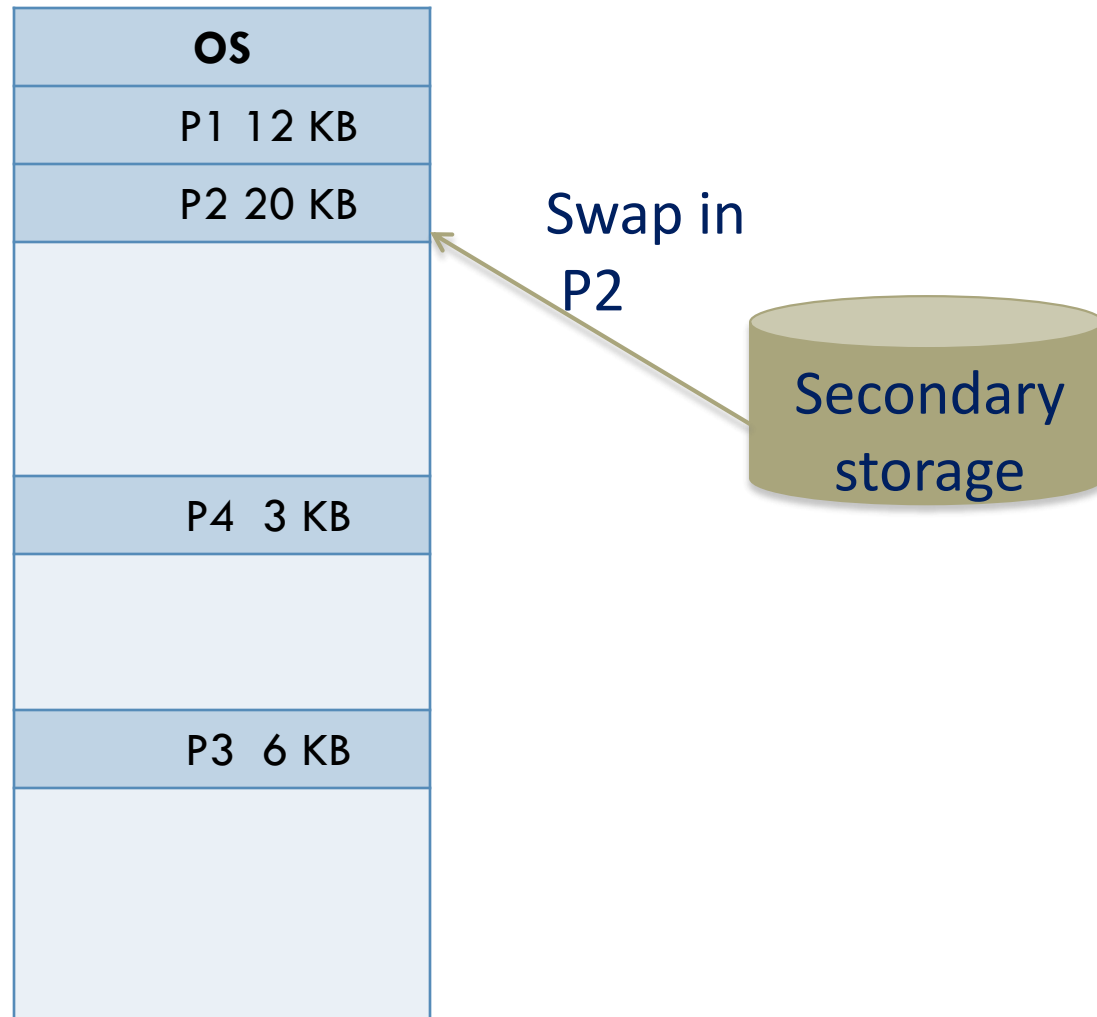 OS
P1 12 KB
P2 20 KB
Swap in
P2
Secondary
storage
P4 3 KB
P3 6 KB